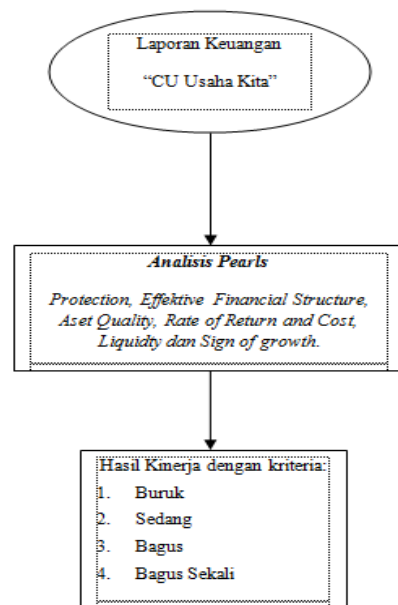 Laporan Keuangan
“CU Usaha Kita”
Analisis Pearls
Protection, Effektive Financial Structure,
Aset Quality, Rate of Return and Cost,
Liquidty dan Sign of growth.
Hasil Kinerja dengan kriteria:
1. Buruk
2. Sedang
3. Bagus
4. Bagus Sekali